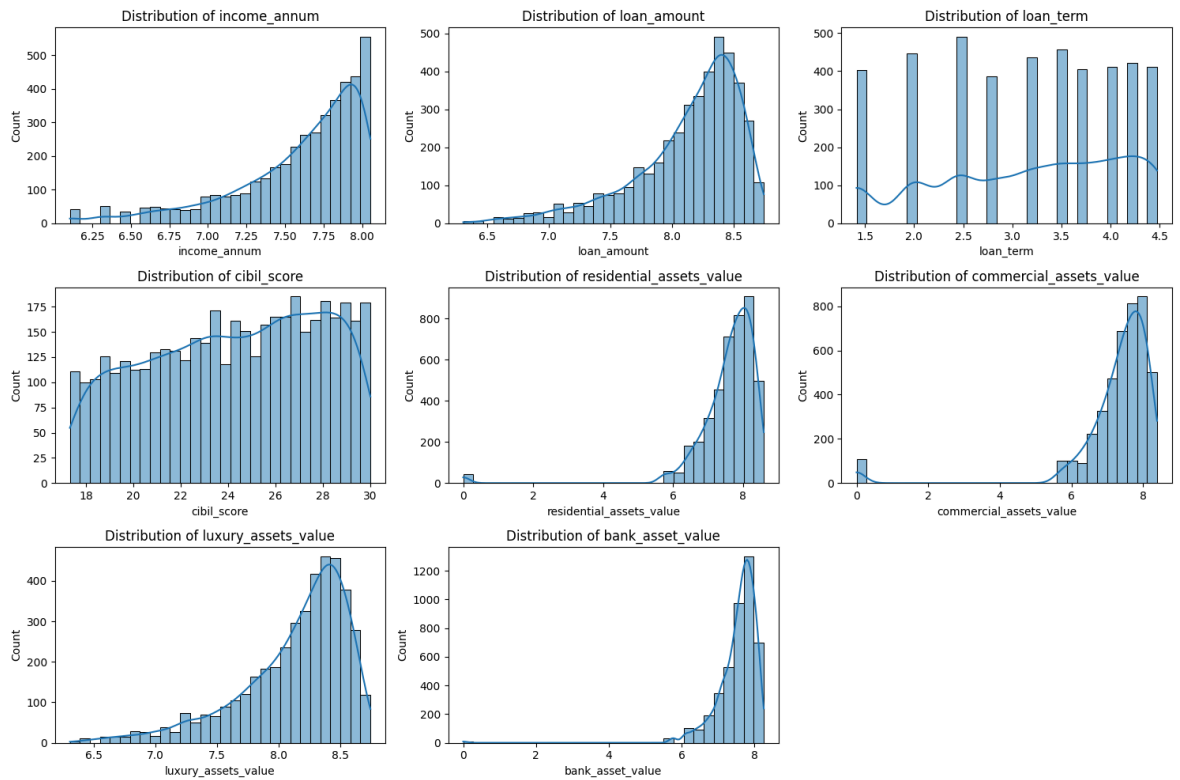 Distribution of income_annum
500
400
300
200
100
0
Count
6.25 6.50 6.75 7.00 7.25 7.50 7.75 8.00
income_annum
Distribution of loan_amount
500
400
300
200
100
0
Count
6.5 7.0 7.5 8.0 8.5
loan_amount
Distribution of loan_term
500
400
300
200
100
0
Count
1.5 2.0 2.5 3.0 3.5 4.0 4.5
loan_term
Distribution of cibil_score
175
150
125
100
75
50
25
0
Count
18 20 22 24 26 28 30
cibil_score
Distribution of residential_assets_value
800
600
400
200
0
Count
0 2 4 6 8
residential_assets_value
Distribution of commercial_assets_value
800
600
400
200
0
Count
0 2 4 6 8
commercial_assets_value
Distribution of luxury_assets_value
400
300
200
100
0
Count
6.5 7.0 7.5 8.0 8.5
luxury_assets_value
Distribution of bank_asset_value
1200
1000
800
600
400
200
0
Count
0 2 4 6 8
bank_asset_value